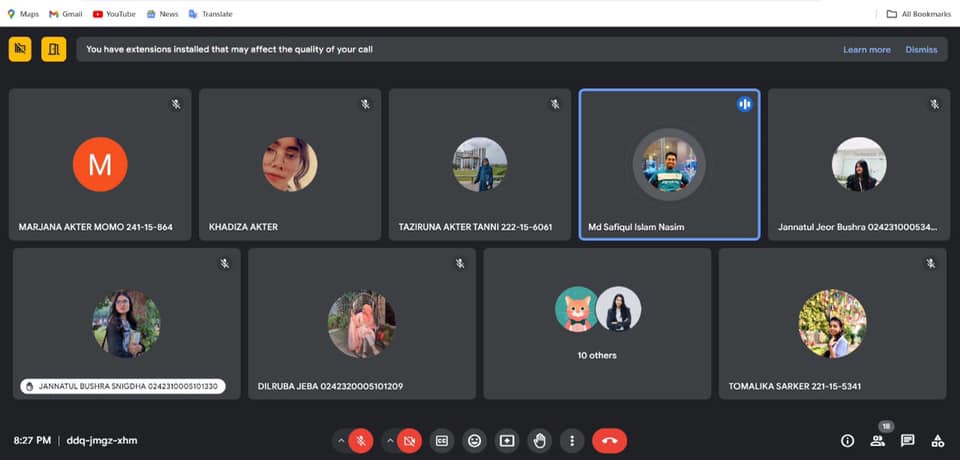 Maps Gmail YouTube News Translate All Bookmarks
You have extensions installed that may affect the quality of your call Learn more Dismiss
M
MARJANA AKTER MOMO 241-15-864 KHADIZA AKTER TAZIRUNA AKTER TANNI 222-15-6061 Md Safiqul Islam Nasim Jannatul Jeor Bushra 024231000534...
10 others
JANNATUL BUSHRA SNIGDHA 0242310005101330 DILRUBA JEBA 0242320005101209 TOMALIKA SARKER 221-15-5341
18
8:27 PM | ddq-jmgz-xhm CC